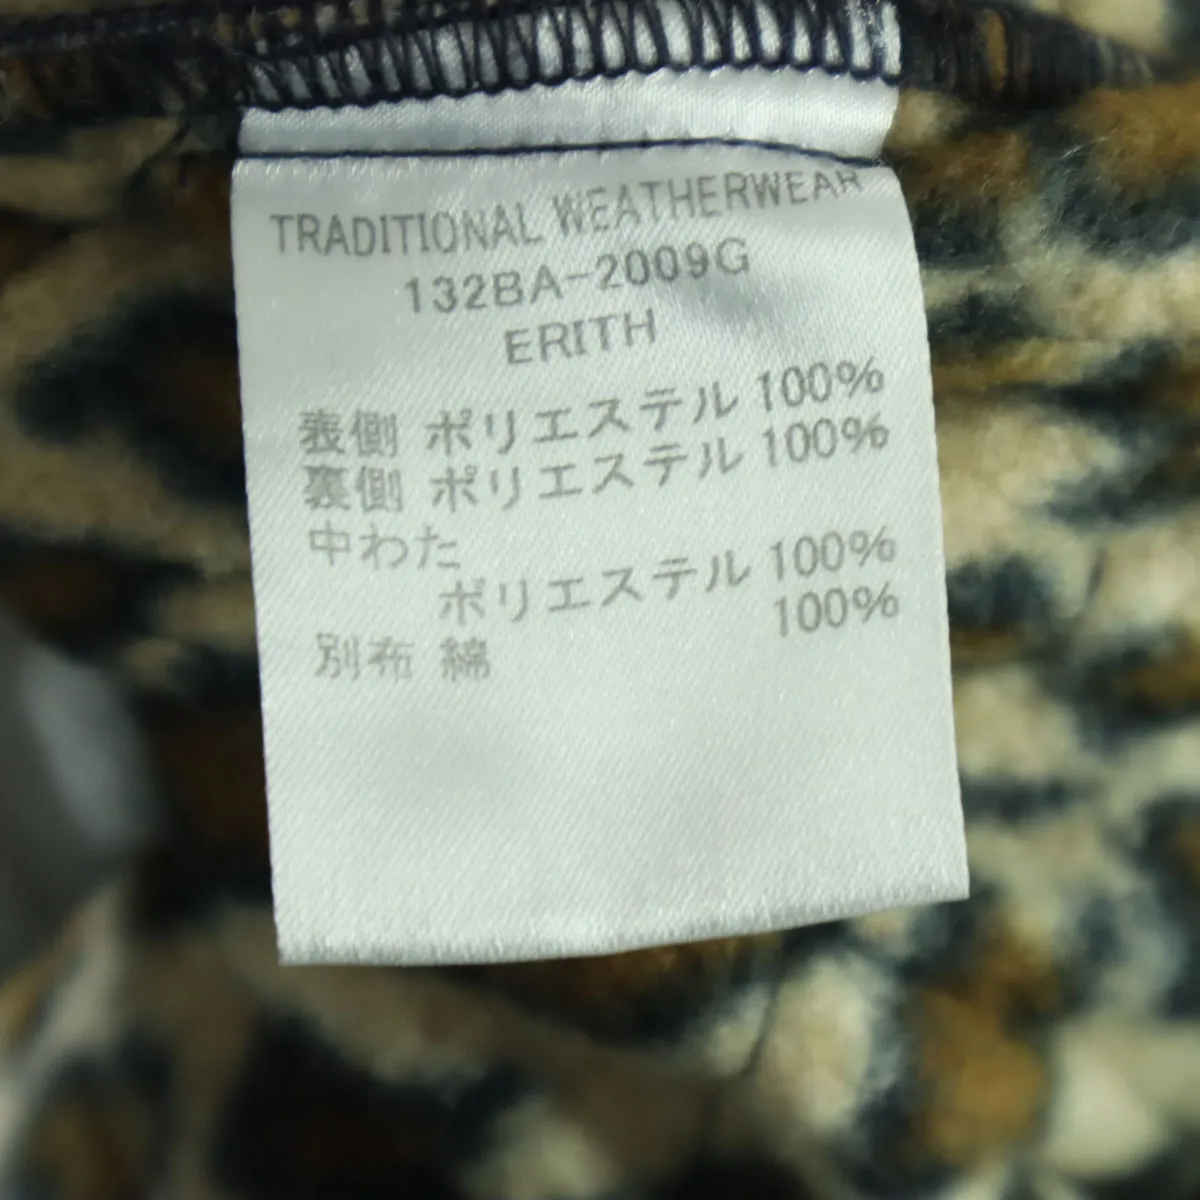 TRADITIONAL WEATHERWEAR
132BA-2009G
ERITH
表側 ポリエステル 100%
裏側 ポリエステル 100%
中わた
ポリエステル 100%
100%
別布 綿